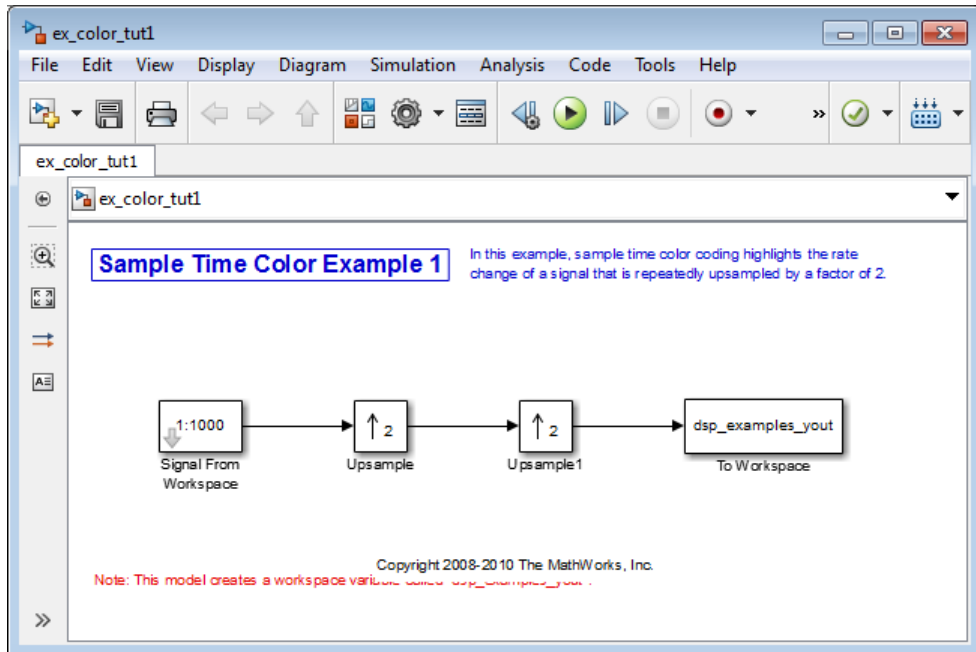 ex_color_tut1
File Edit View Display Diagram Simulation Analysis Code Tools Help
ex_color_tut1
ex_color_tut1
Sample Time Color Example 1
In this example, sample time color coding highlights the rate
change of a signal that is repeatedly upsampled by a factor of 2.
1:1000
2
2
dsp_examples_yout
Signal From
Workspace
Upsample
Upsample1
To Workspace
Copyright 2008-2010 The MathWorks, Inc.
Note: This model creates a workspace variable called "dsp_examples_yout".